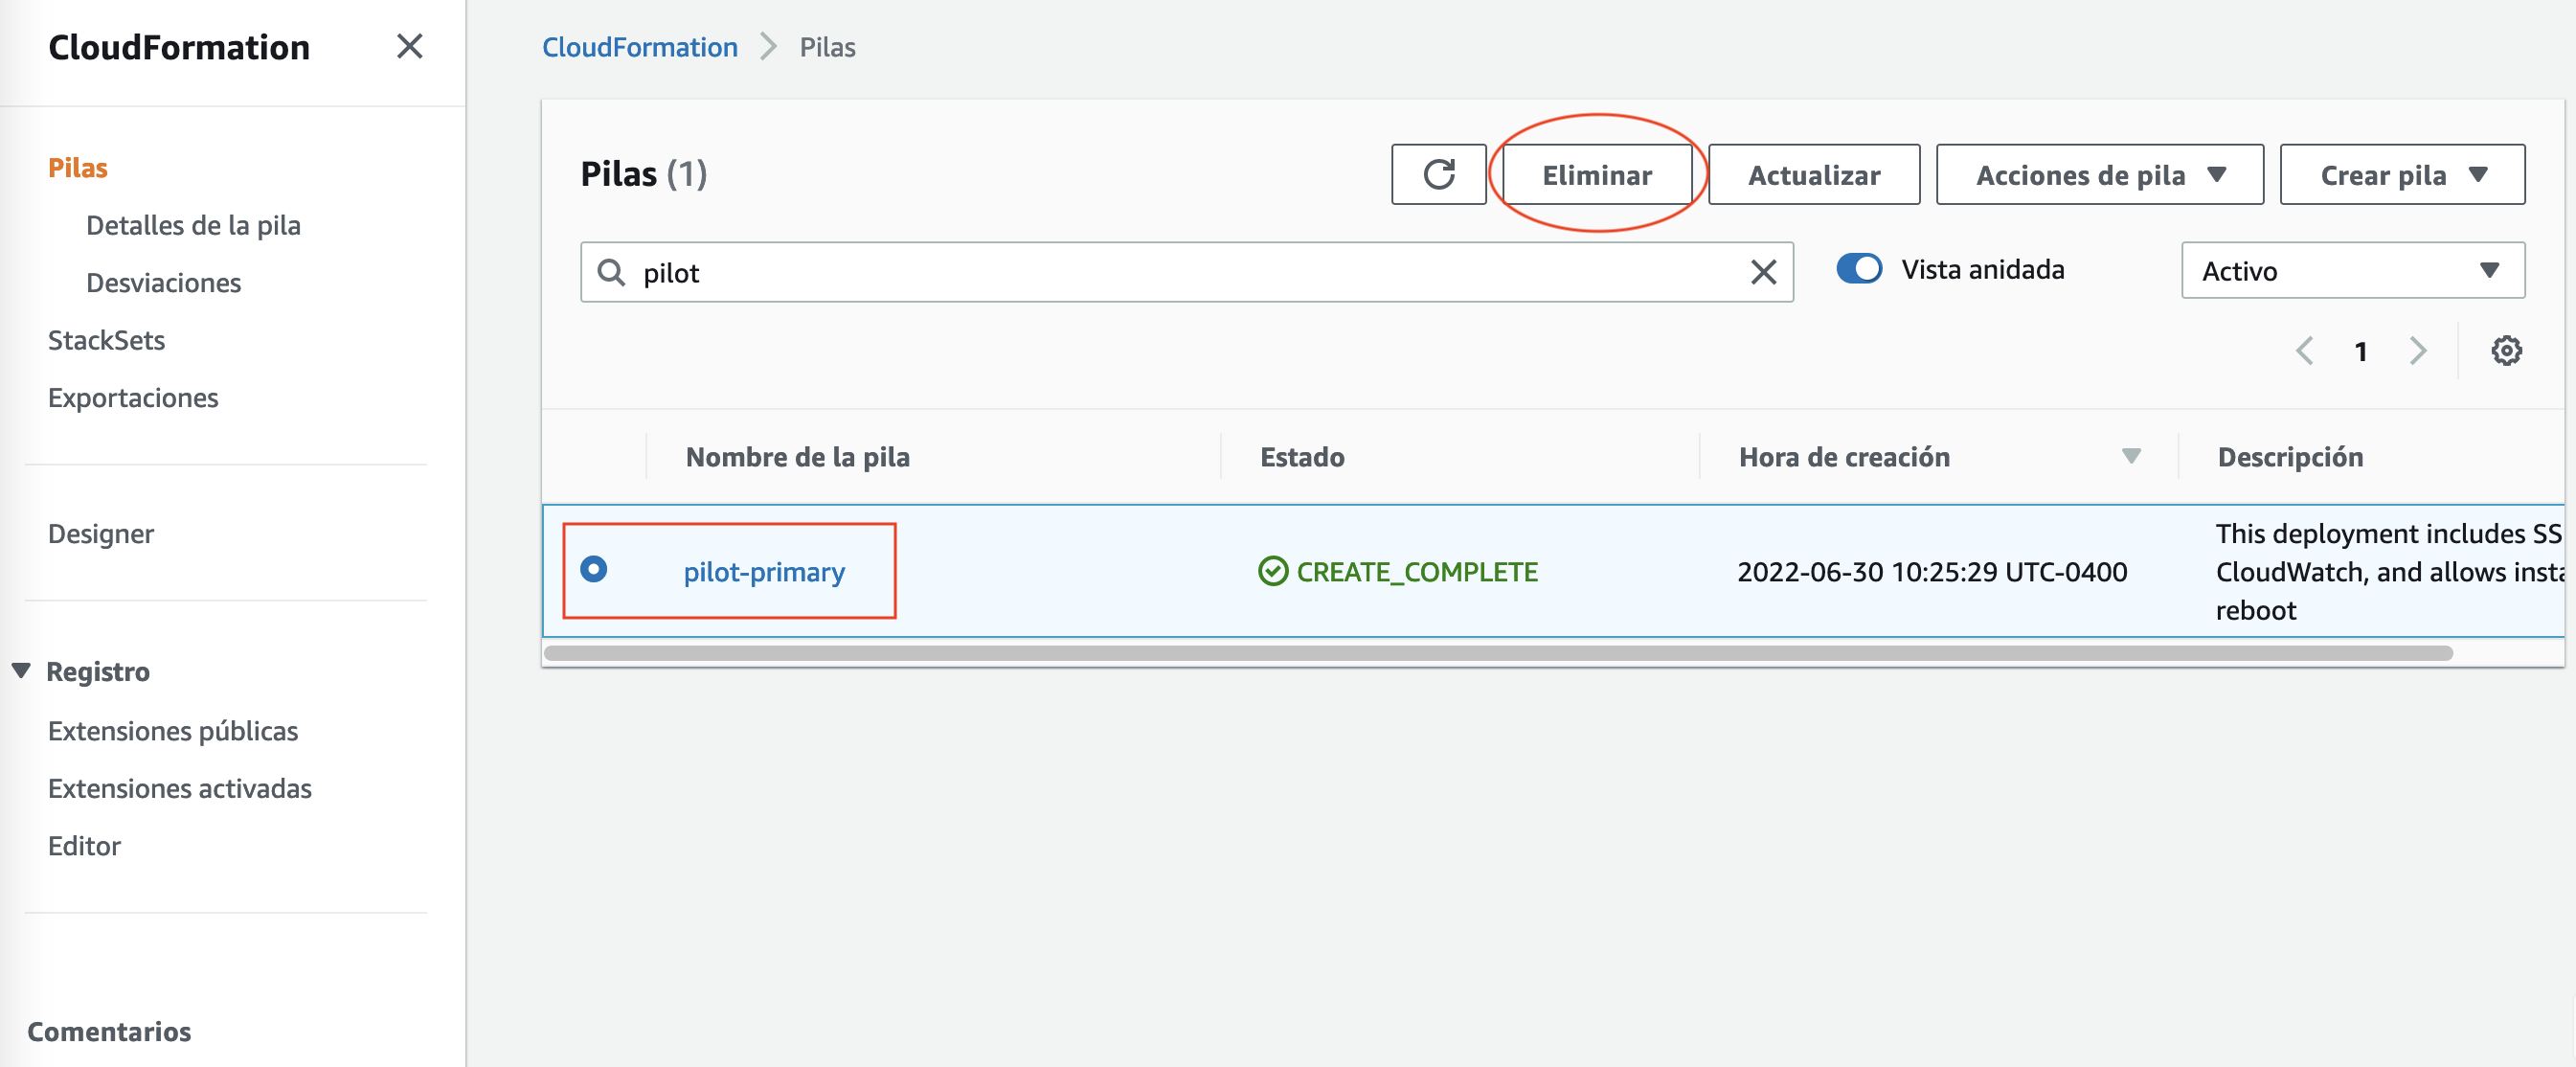 CloudFormation
Pilas
Detalles de la pila
Desviaciones
StackSets
Exportaciones
Designer
Registro
Extensiones públicas
Extensiones activadas
Editor
Comentarios
CloudFormation Pilas
Pilas (1) Eliminar Actualizar Acciones de pila Crear pila
pilot Vista anidada Activo
1
Nombre de la pila Estado Hora de creación Descripción
pilot-primary CREATE_COMPLETE 2022-06-30 10:25:29 UTC-0400 This deployment includes SS
CloudWatch, and allows insta
reboot